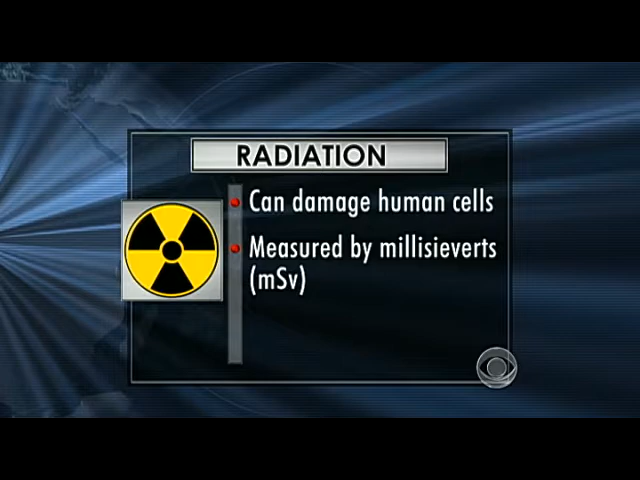 RADIATION
Can damage human cells
Measured by millisieverts
(mSv)